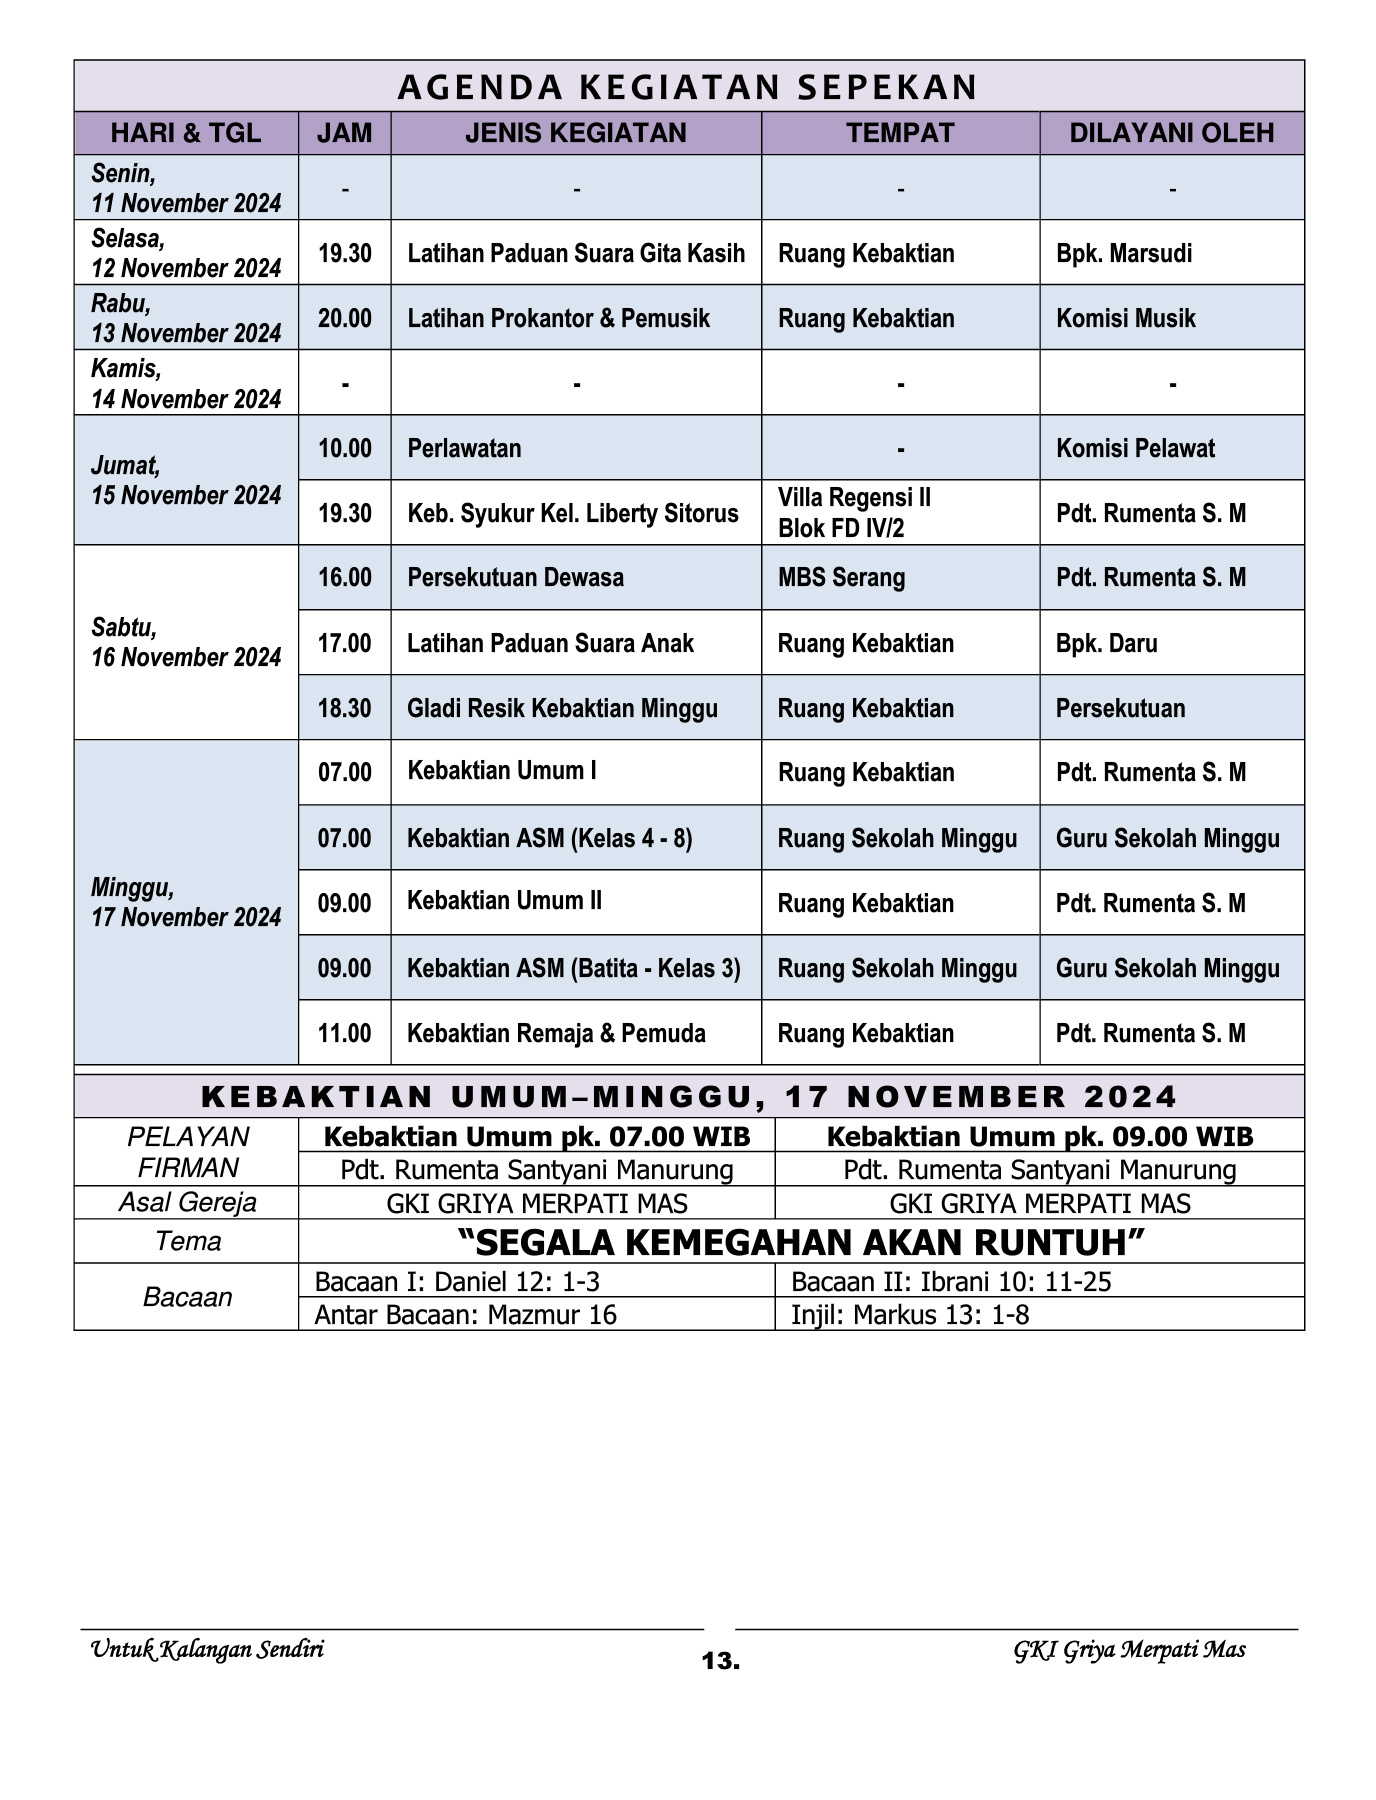 AGENDA KEGIATAN SEPEKAN
HARI & TGL JAM JENIS KEGIATAN TEMPAT DILAYANI OLEH
Senin,
11 November 2024 - - - -
Selasa,
12 November 2024 19.30 Latihan Paduan Suara Gita Kasih Ruang Kebaktian Bpk. Marsudi
Rabu,
13 November 2024 20.00 Latihan Prokantor & Pemusik Ruang Kebaktian Komisi Musik
Kamis,
14 November 2024 - - - -
Jumat,
15 November 2024
10.00 Perlawatan - Komisi Pelawat
19.30 Keb. Syukur Kel. Liberty Sitorus Villa Regensi II
Blok FD IV/2 Pdt. Rumenta S. M
Sabtu,
16 November 2024
16.00 Persekutuan Dewasa MBS Serang Pdt. Rumenta S. M
17.00 Latihan Paduan Suara Anak Ruang Kebaktian Bpk. Daru
18.30 Gladi Resik Kebaktian Minggu Ruang Kebaktian Persekutuan
Minggu,
17 November 2024
07.00 Kebaktian Umum I Ruang Kebaktian Pdt. Rumenta S. M
07.00 Kebaktian ASM (Kelas 4 - 8) Ruang Sekolah Minggu Guru Sekolah Minggu
09.00 Kebaktian Umum II Ruang Kebaktian Pdt. Rumenta S. M
09.00 Kebaktian ASM (Batita - Kelas 3) Ruang Sekolah Minggu Guru Sekolah Minggu
11.00 Kebaktian Remaja & Pemuda Ruang Kebaktian Pdt. Rumenta S. M
KEBAKTIAN UMUM–MINGGU, 17 NOVEMBER 2024
PELAYAN
FIRMAN
Kebaktian Umum pk. 07.00 WIB Kebaktian Umum pk. 09.00 WIB
Pdt. Rumenta Santyani Manurung Pdt. Rumenta Santyani Manurung
Asal Gereja GKI GRIYA MERPATI MAS GKI GRIYA MERPATI MAS
Tema “SEGALA KEMEGAHAN AKAN RUNTUH”
Bacaan
Bacaan I: Daniel 12: 1-3 Bacaan II: Ibrani 10: 11-25
Antar Bacaan: Mazmur 16 Injil: Markus 13: 1-8
Untuk Kalangan Sendiri 13. GKI Griya Merpati Mas